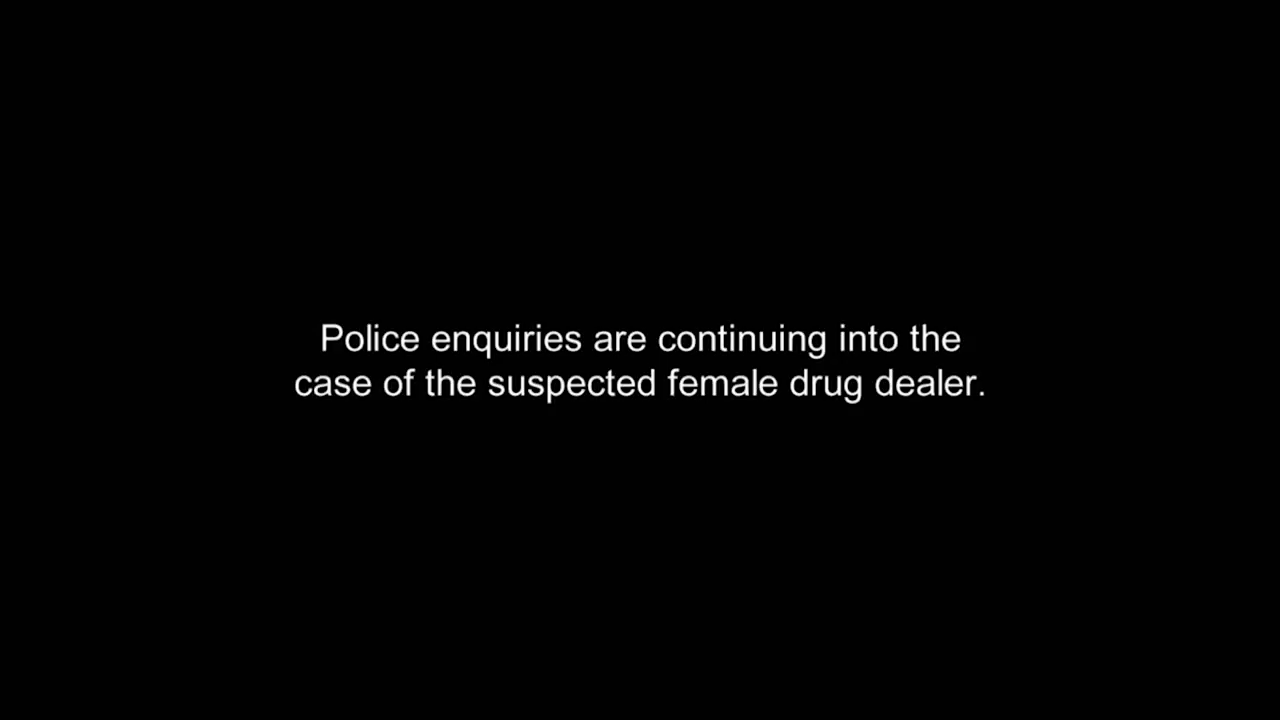 Police enquiries are continuing into the
case of the suspected female drug dealer.